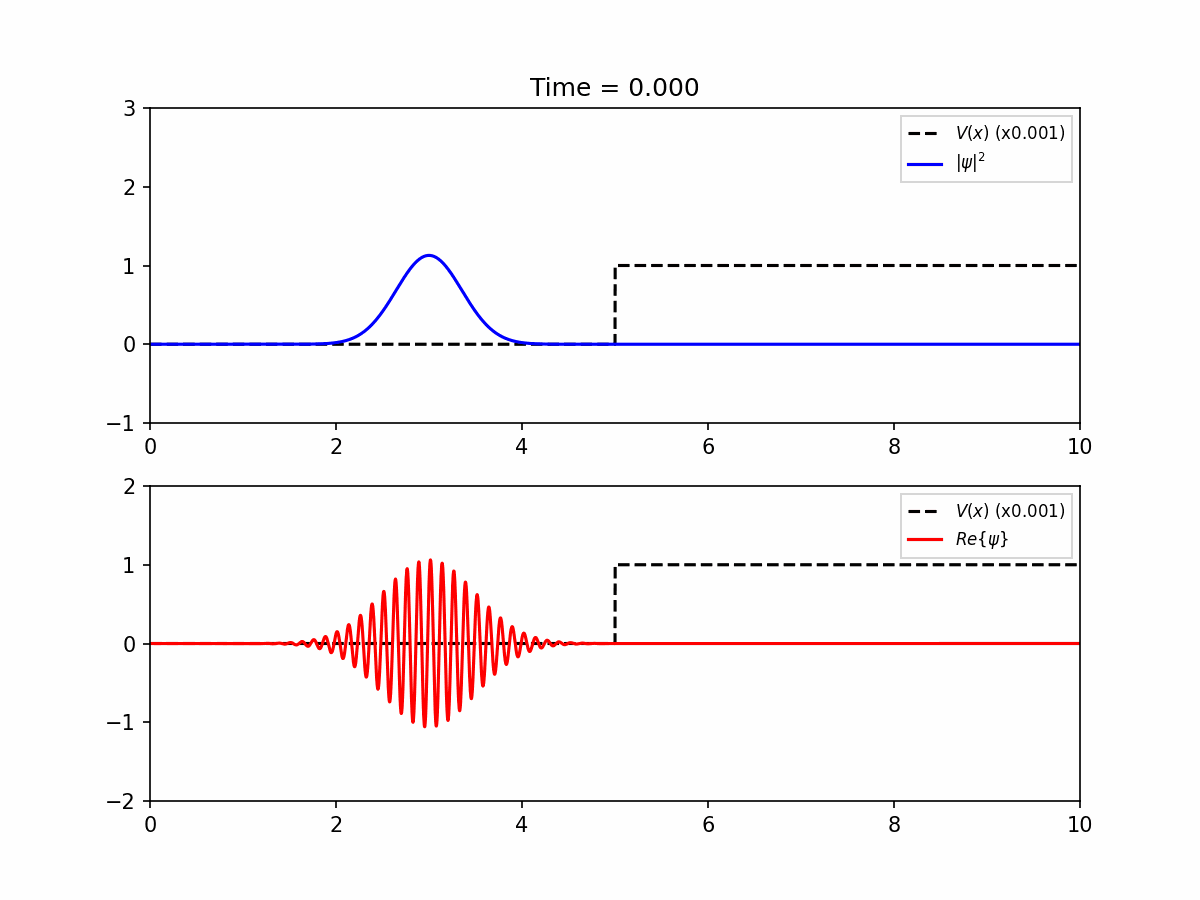 Time = 0.000
3
2
1
0
−1
V(x) (x0.001)
|ψ|²
0 2 4 6 8 10
2
1
0
−1
−2
V(x) (x0.001)
Re{ψ}
0 2 4 6 8 10